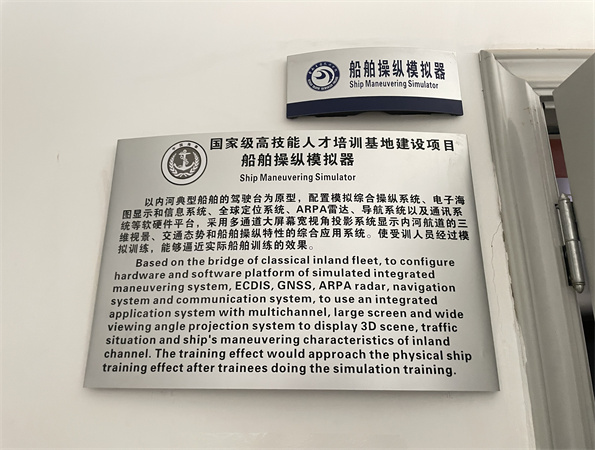 船舶操纵模拟器
Ship Maneuvering Simulator
国家级高技能人才培训基地建设项目
船舶操纵模拟器
Ship Maneuvering Simulator
以内河典型船舶的驾驶台为原型，配置模拟综合操纵系统、电子海
图显示和信息系统、全球定位系统、ARPA雷达、导航系统以及通讯系
统等软硬件平台，采用多通道大屏幕宽视角投影系统显示内河航道的三
维视景、交通态势和船舶操纵特性的综合应用系统。使受训人员经过模
拟训练，能够逼近实际船舶训练的效果。
Based on the bridge of classical inland fleet, to configure
hardware and software platform of simulated integrated
maneuvering system, ECDIS, GNSS, ARPA radar, navigation
system and communication system, to use an integrated
application system with multichannel, large screen and wide
viewing angle projection system to display 3D scene, traffic
situation and ship's maneuvering characteristics of inland
channel. The training effect would approach the physical ship
training effect after trainees doing the simulation training.